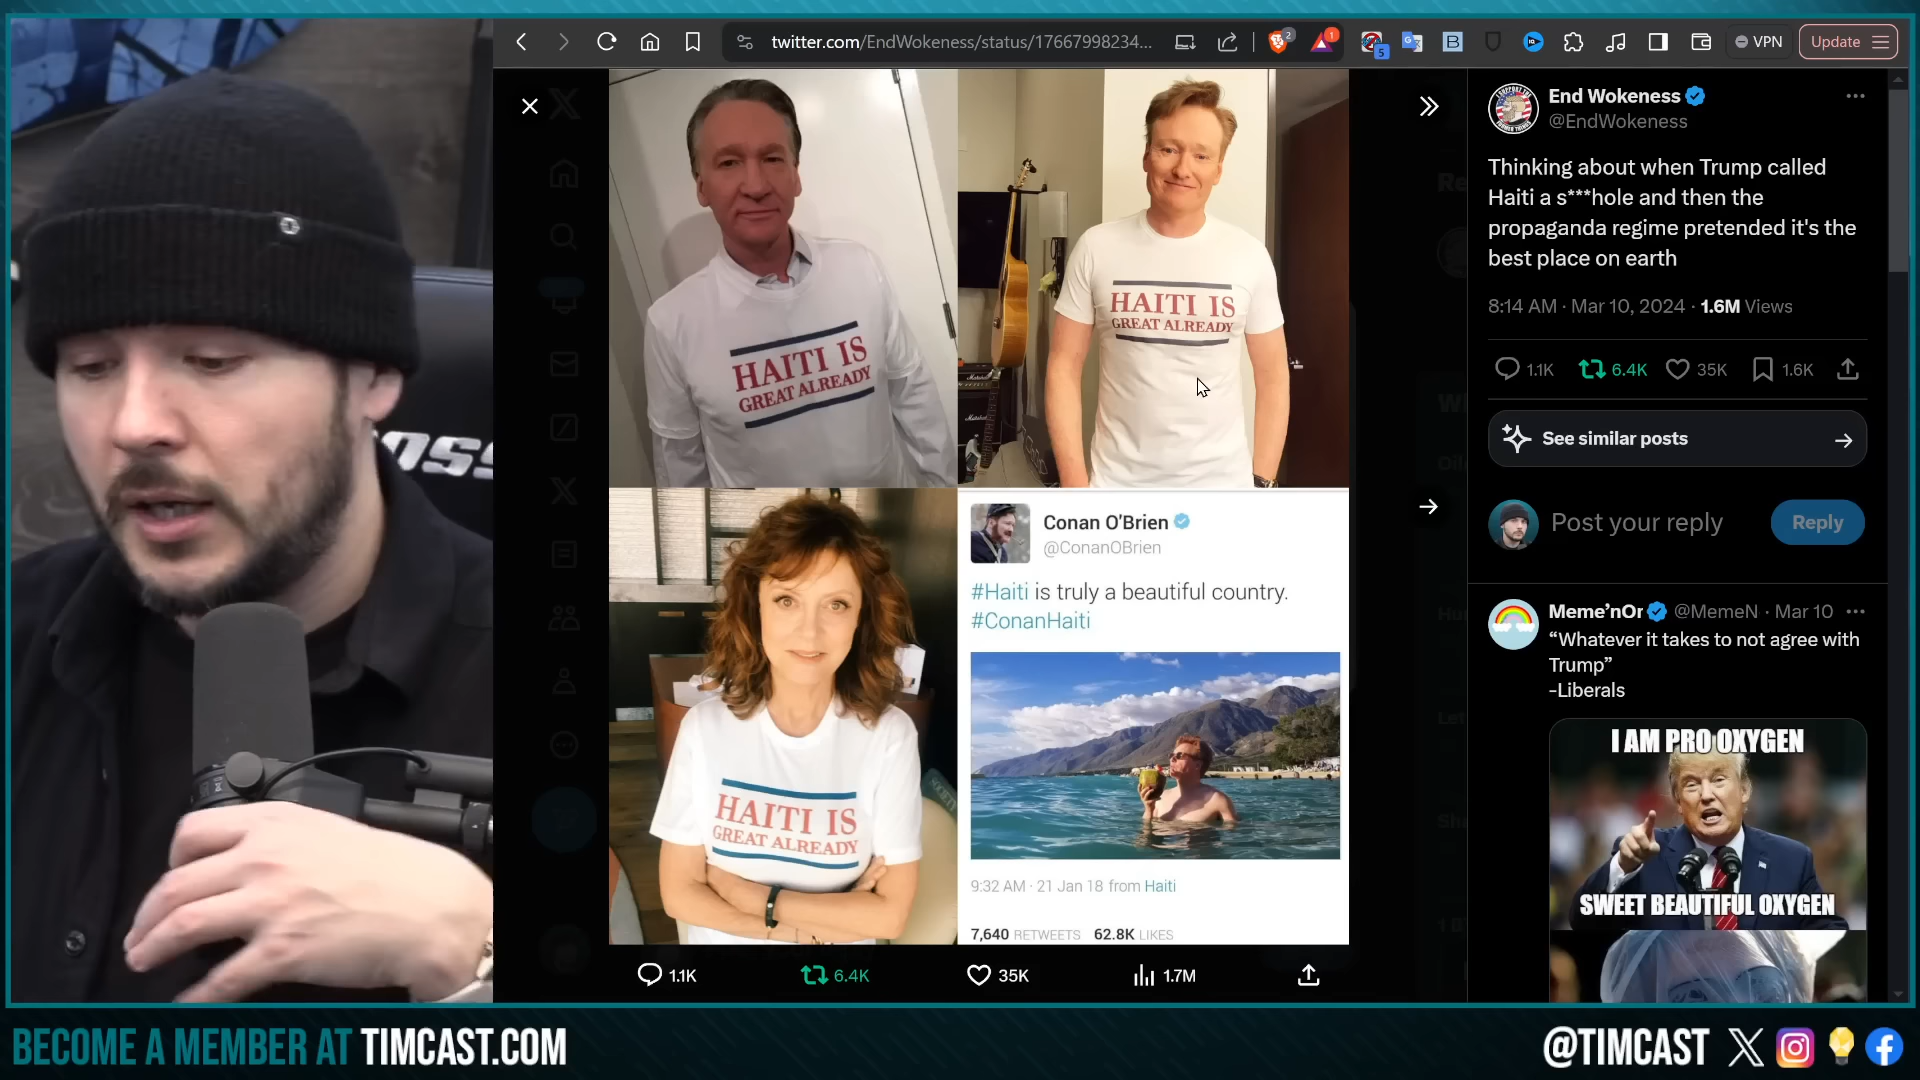 twitter.com/EndWokeness/status/17667998234...
2
1
5
VPN
Update
HAITI IS
GREAT ALREADY
HAITI IS
GREAT ALREADY
HAITI IS
GREAT ALREADY
Conan O'Brien
@ConanOBrien
#Haiti is truly a beautiful country.
#ConanHaiti
9:32 AM · 21 Jan 18 from Haiti
7,640 RETWEETS 62.8K LIKES
1.1K
6.4K
35K
1.7M
End Wokeness
@EndWokeness
Thinking about when Trump called
Haiti a s***hole and then the
propaganda regime pretended it's the
best place on earth
8:14 AM · Mar 10, 2024 · 1.6M Views
1.1K
6.4K
35K
1.6K
See similar posts
Post your reply
Reply
Meme'nOr @MemeN · Mar 10
“Whatever it takes to not agree with
Trump”
-Liberals
I AM PRO OXYGEN
SWEET BEAUTIFUL OXYGEN
BECOME A MEMBER AT TIMCAST.COM
@TIMCAST